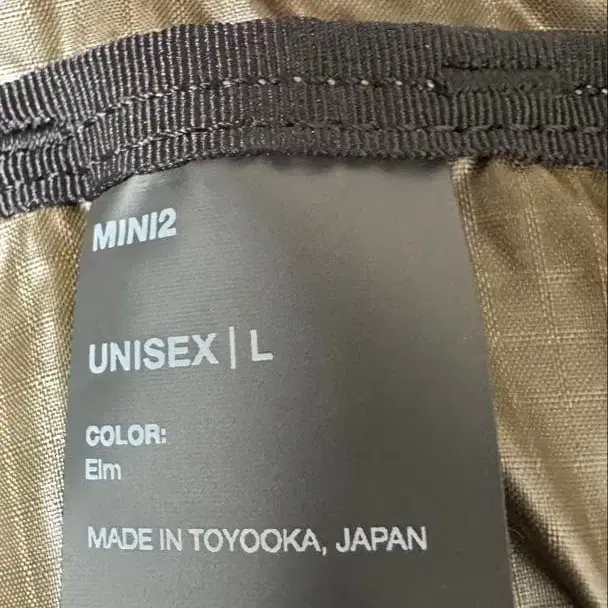 MINI2
UNISEX | L
COLOR:
Elm
MADE IN TOYOOKA, JAPAN